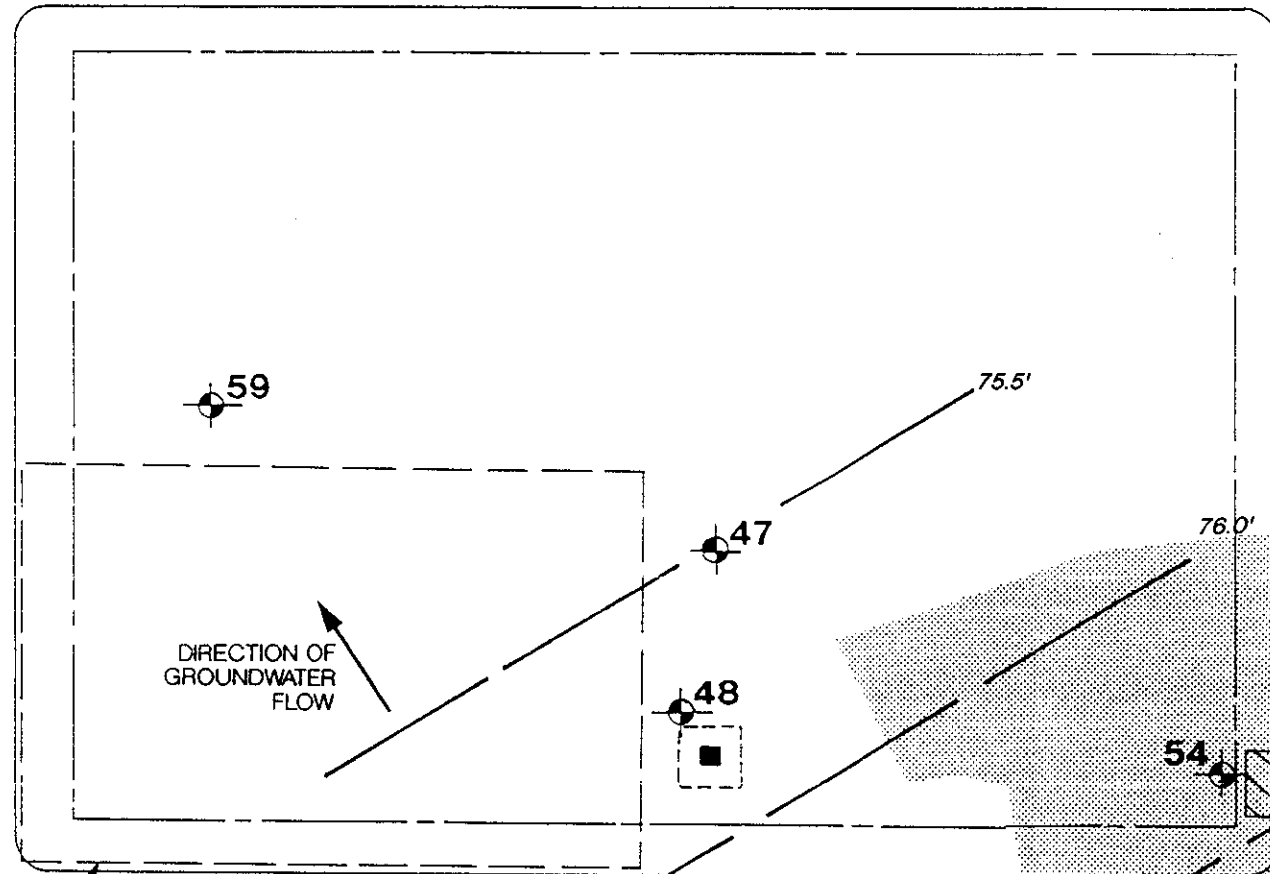 59
75.5'
47
76.0'
DIRECTION OF
GROUNDWATER
FLOW
48
54